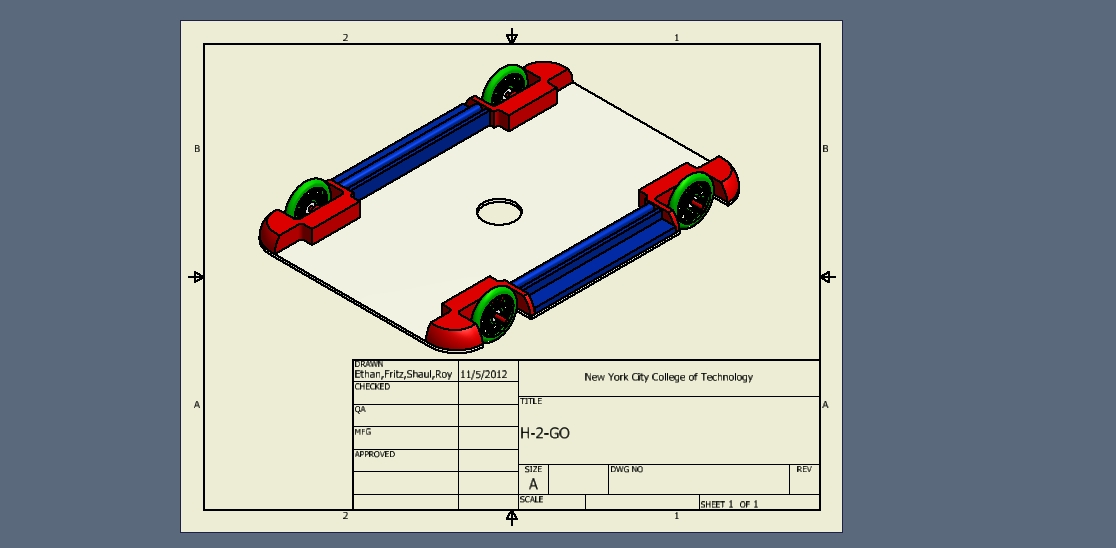 2 1
B B
A A
DRAWN
Ethan,Fritz,Shaul,Roy 11/5/2012
New York City College of Technology
CHECKED
TITLE
QA
MFG
H-2-GO
APPROVED
SIZE DWG NO REV
A
SCALE SHEET 1 OF 1
2 1